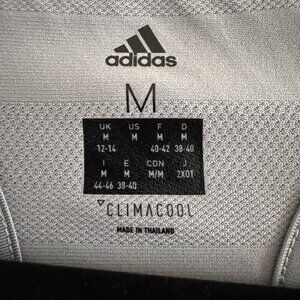 adidas
M
UK US F D
M M M M
12-14 40-42 38-40
I E CDN J
M M M/M 2XOT
44-46 38-40
CLIMACOOL
MADE IN THAILAND